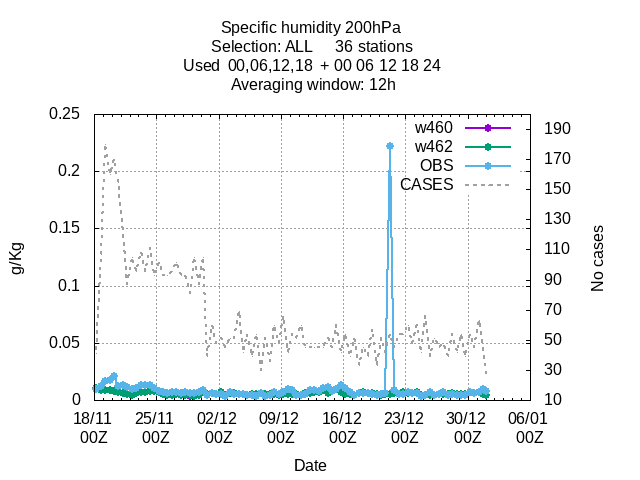 Specific humidity 200hPa
Selection: ALL 36 stations
Used 00,06,12,18 + 00 06 12 18 24
Averaging window: 12h
w460
w462
OBS
CASES
0.25
0.2
0.15
0.1
0.05
0
190
170
150
130
110
90
70
50
30
10
g/Kg
No cases
18/11 25/11 02/12 09/12 16/12 23/12 30/12 06/01
00Z 00Z 00Z 00Z 00Z 00Z 00Z 00Z
Date